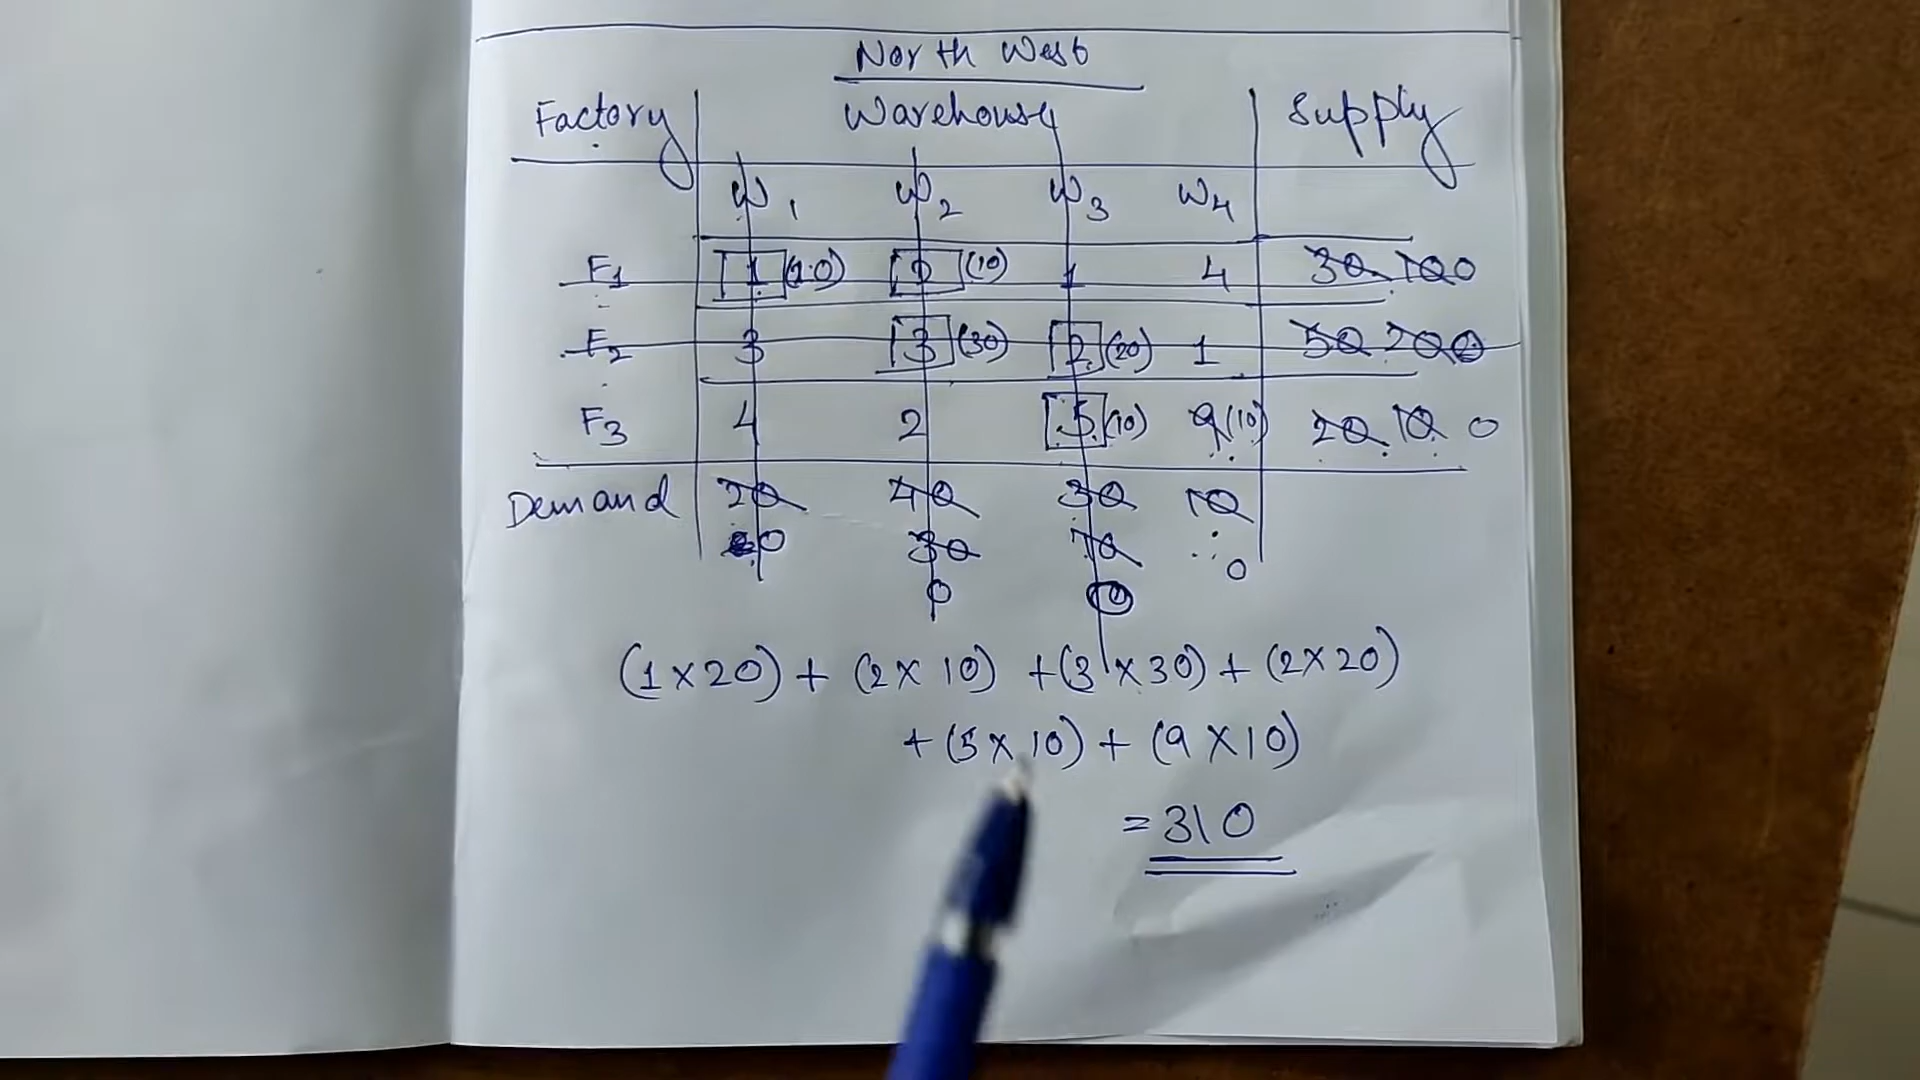 North West
Factory Warehouse Supply
W1 W2 W3 W4
F1 1 (20) 2 (10) 1 4 30 10 0
F2 3 3 (30) 2 (20) 1 50 20 0
F3 4 2 5 (10) 9 (10) 20 10 0
Demand 20 40 30 10
0 30 10
0 0 0
(1 x 20) + (2 x 10) + (3 x 30) + (2 x 20)
+ (5 x 10) + (9 x 10)
= 310